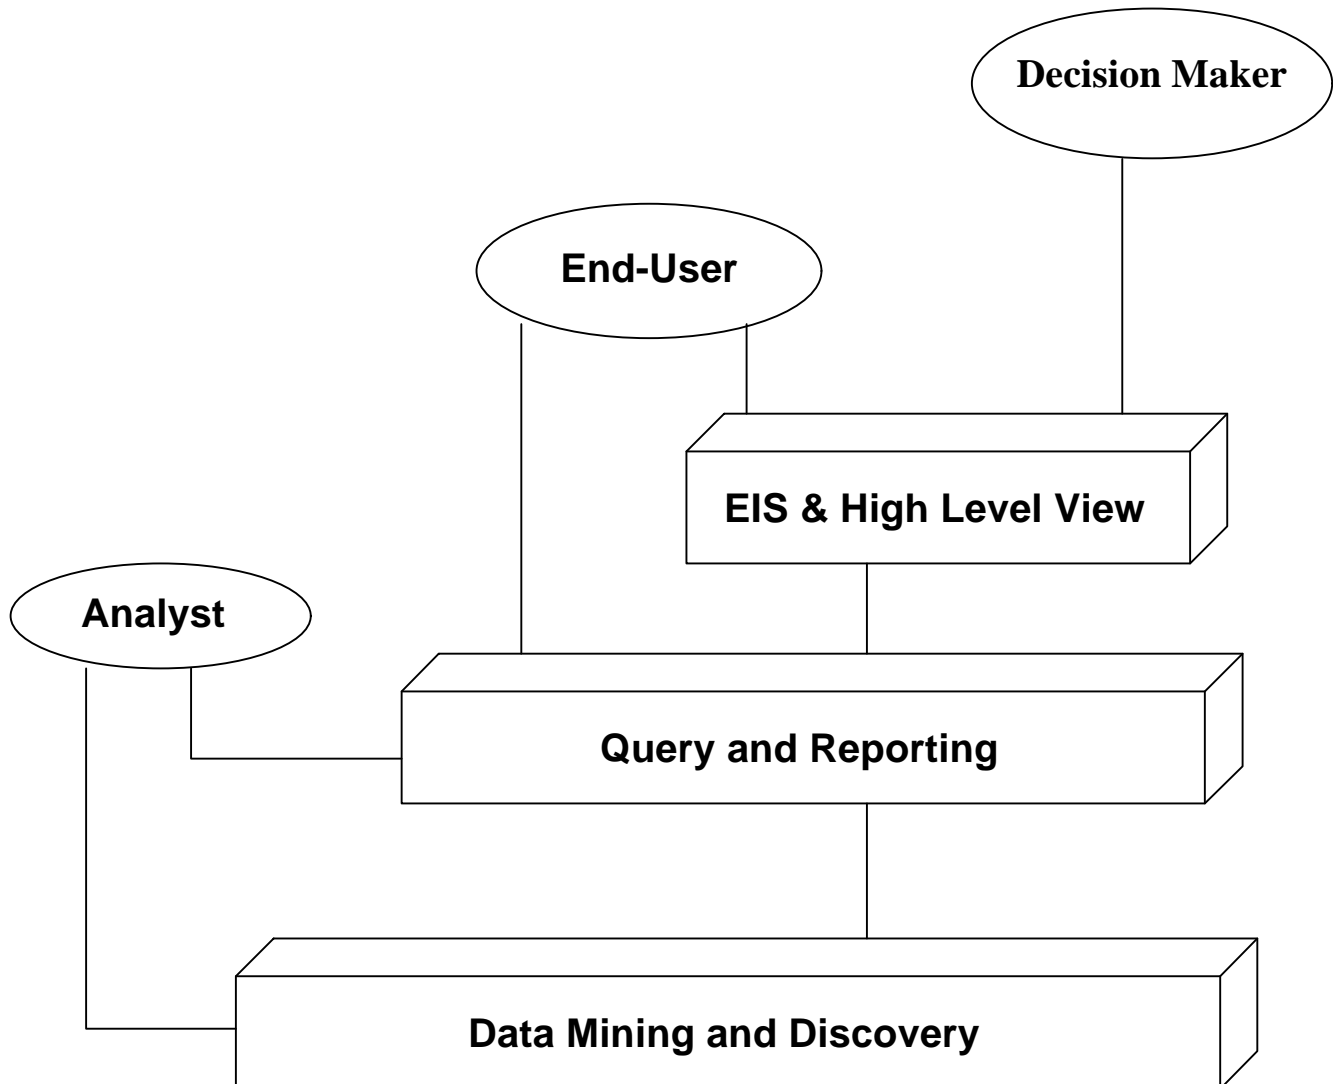 Decision Maker
End-User
EIS & High Level View
Analyst
Query and Reporting
Data Mining and Discovery